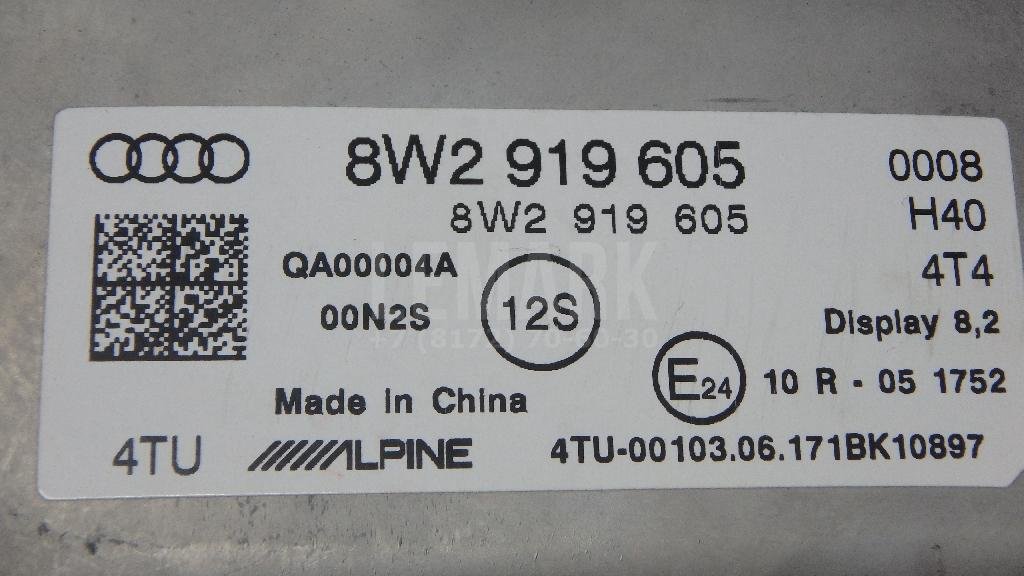 8W2 919 605 0008
8W2 919 605 H40
QA00004A 4T4
00N2S 12S Display 8,2
E24 10 R - 05 1752
Made in China
4TU ALPINE 4TU-00103.06.171BK10897
LEMARK